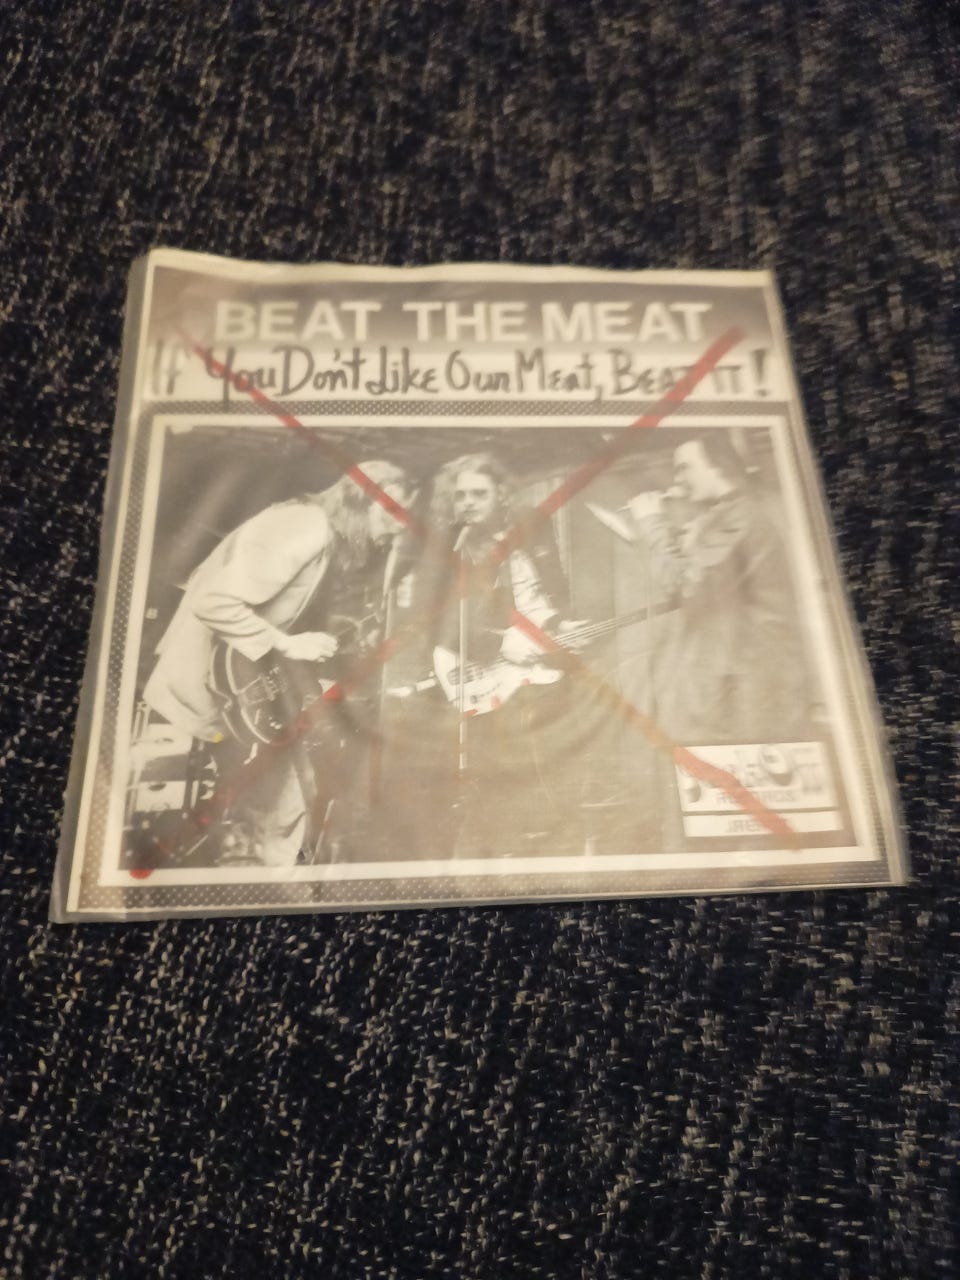 BEAT THE MEAT
If You Don't Like Our Meat, BEAT IT!